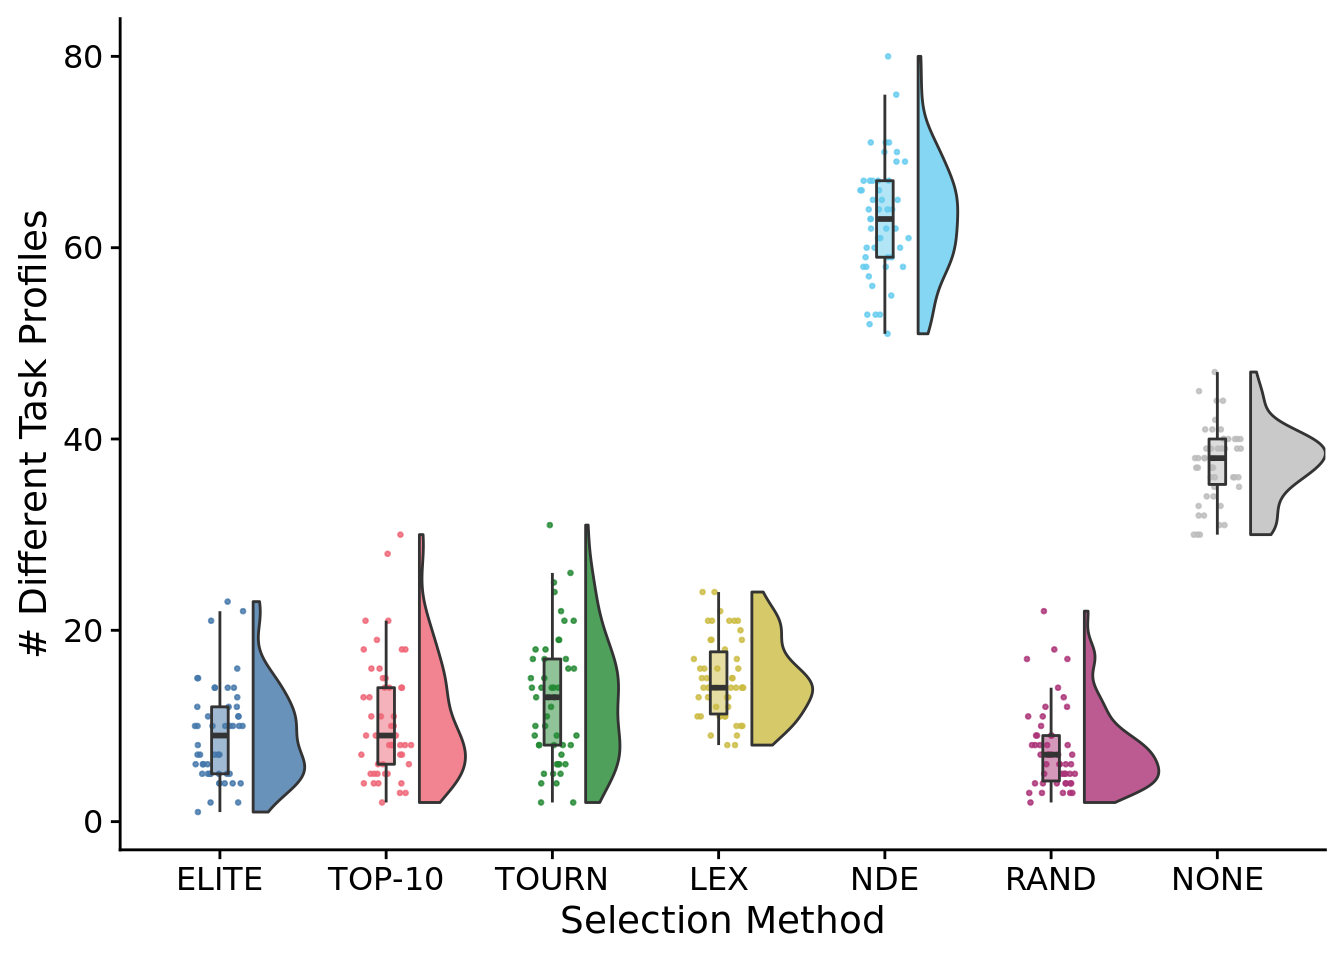 # Different Task Profiles
80
60
40
20
0
ELITE TOP-10 TOURN LEX NDE RAND NONE
Selection Method